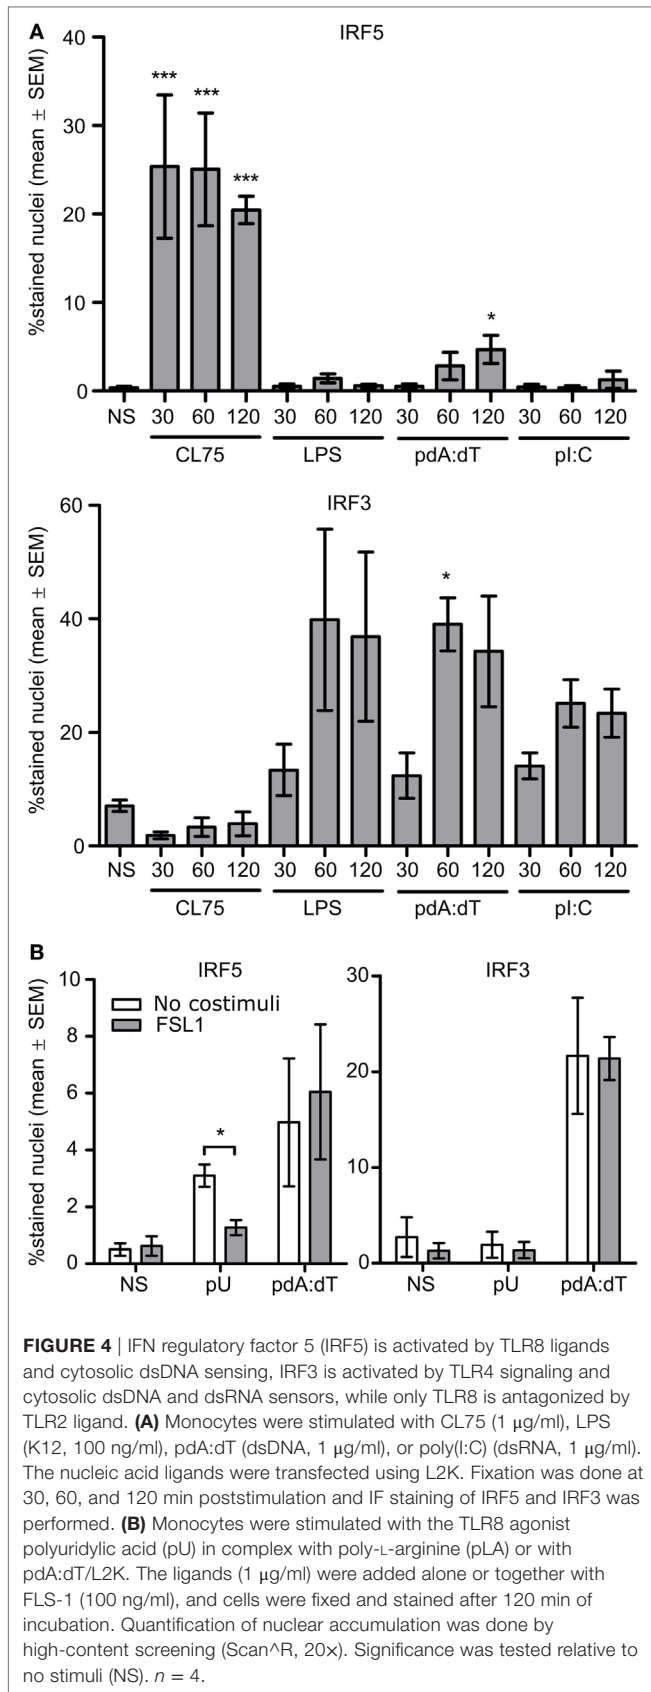 A
IRF5
%stained nuclei (mean ± SEM)
40
30
20
10
0
*** *** *** *
NS 30 60 120 30 60 120 30 60 120 30 60 120
CL75 LPS pdA:dT pI:C
IRF3
%stained nuclei (mean ± SEM)
60
40
20
0
*
NS 30 60 120 30 60 120 30 60 120 30 60 120
CL75 LPS pdA:dT pI:C
B
IRF5
%stained nuclei (mean ± SEM)
10
8
6
4
2
0
No costimuli
FSL1
*
NS pU pdA:dT
IRF3
30
20
10
0
NS pU pdA:dT
FIGURE 4 | IFN regulatory factor 5 (IRF5) is activated by TLR8 ligands
and cytosolic dsDNA sensing, IRF3 is activated by TLR4 signaling and
cytosolic dsDNA and dsRNA sensors, while only TLR8 is antagonized by
TLR2 ligand. (A) Monocytes were stimulated with CL75 (1 μg/ml), LPS
(K12, 100 ng/ml), pdA:dT (dsDNA, 1 μg/ml), or poly(I:C) (dsRNA, 1 μg/ml).
The nucleic acid ligands were transfected using L2K. Fixation was done at
30, 60, and 120 min poststimulation and IF staining of IRF5 and IRF3 was
performed. (B) Monocytes were stimulated with the TLR8 agonist
polyuridylic acid (pU) in complex with poly-L-arginine (pLA) or with
pdA:dT/L2K. The ligands (1 μg/ml) were added alone or together with
FLS-1 (100 ng/ml), and cells were fixed and stained after 120 min of
incubation. Quantification of nuclear accumulation was done by
high-content screening (Scan^R, 20×). Significance was tested relative to
no stimuli (NS). n = 4.